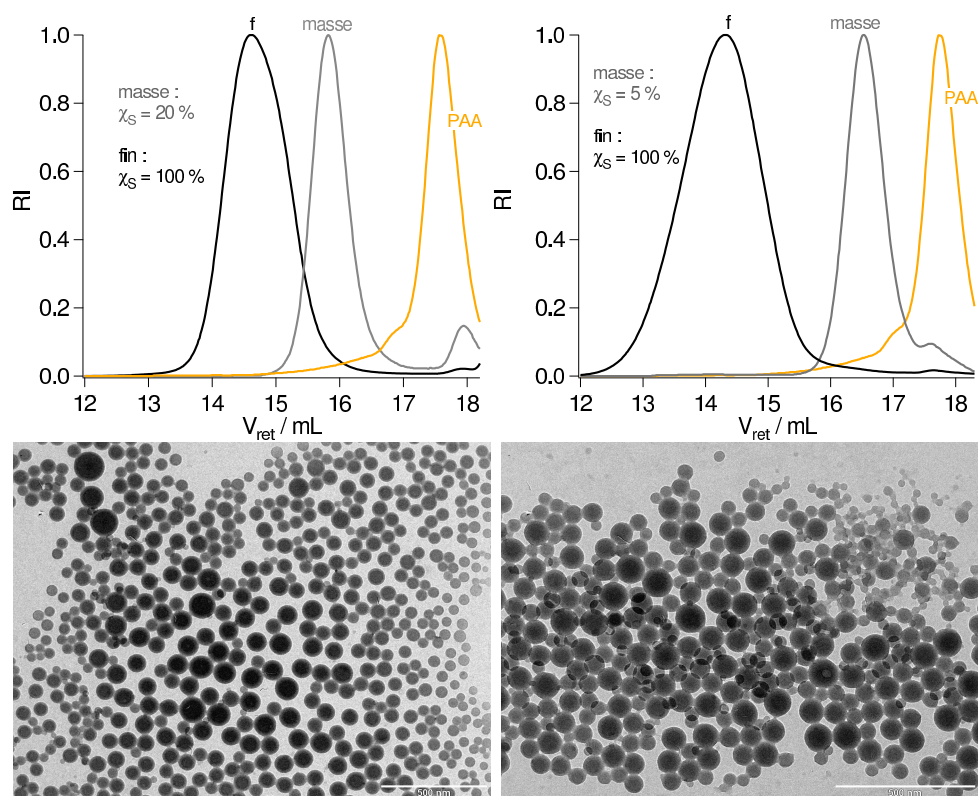 f
masse
1.0
masse :
χS = 20 %
0.8
PAA
fin :
χS = 100 %
0.6
RI
0.4
0.2
0.0
12 13 14 15 16 17 18
Vret / mL
f
masse
1.0
masse :
χS = 5 %
0.8
PAA
fin :
χS = 100 %
0.6
RI
0.4
0.2
0.0
12 13 14 15 16 17 18
Vret / mL
500 nm
500 nm